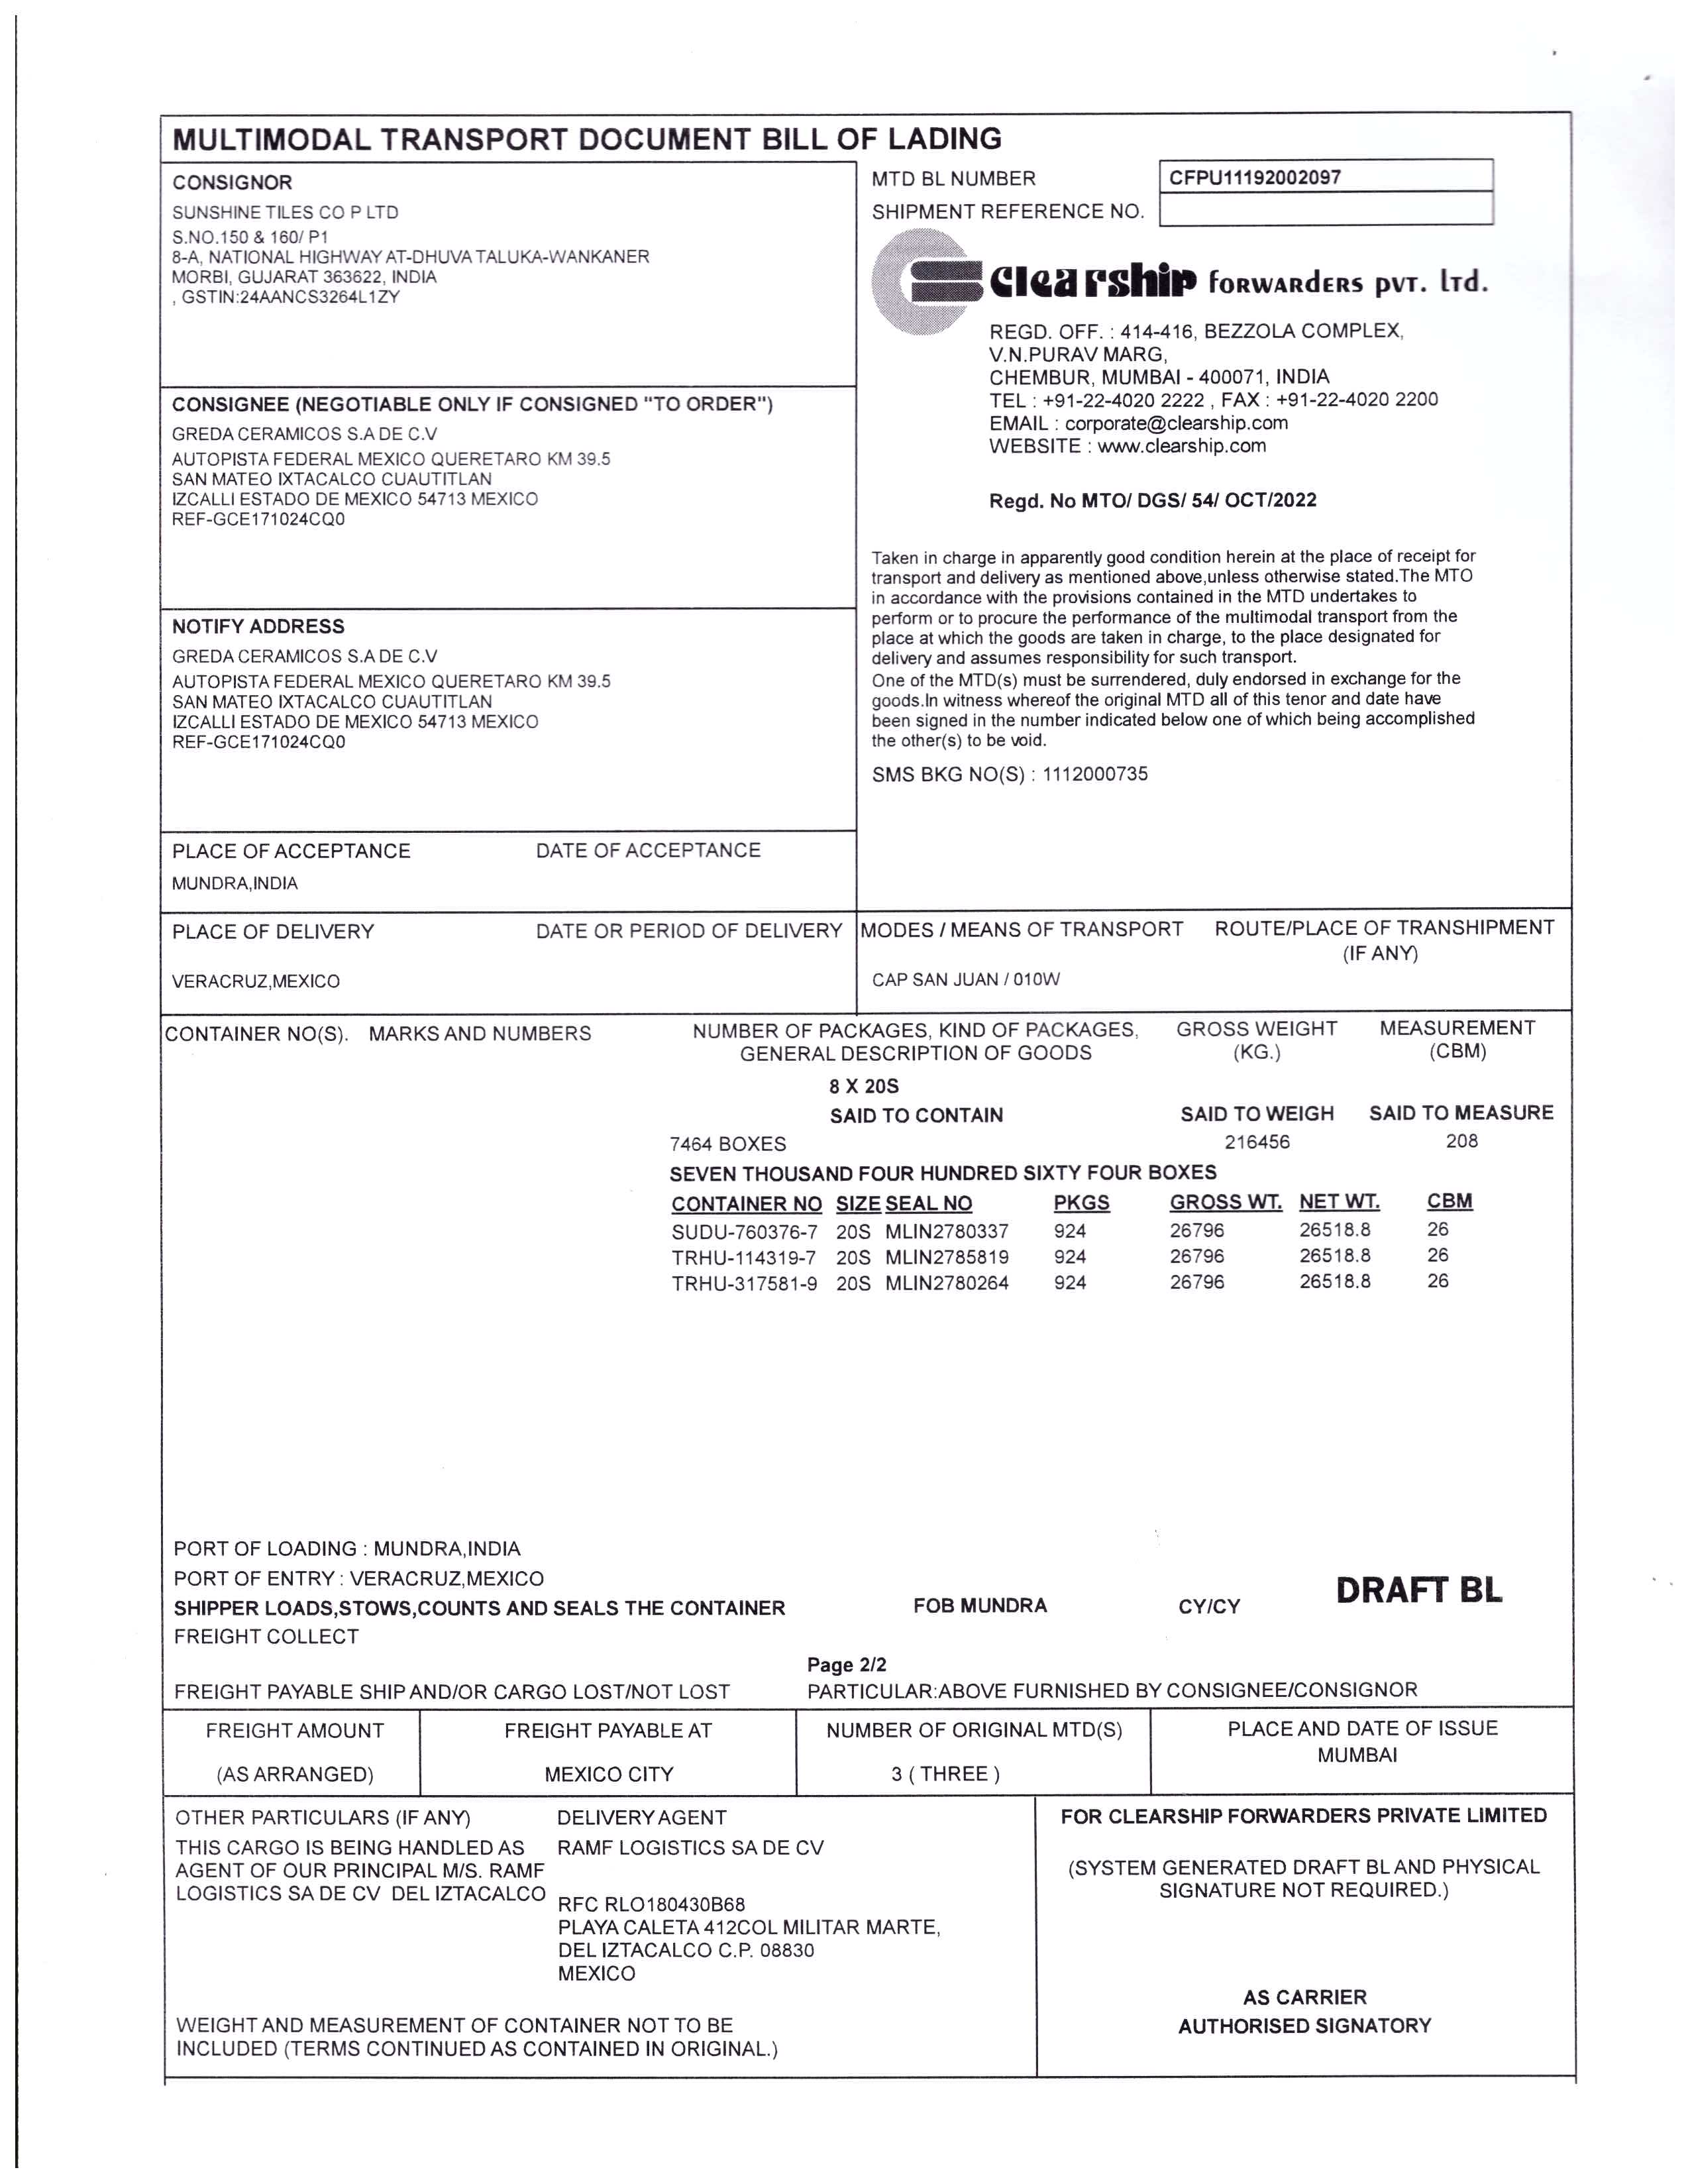 MULTIMODAL TRANSPORT DOCUMENT BILL OF LADING
CONSIGNOR
SUNSHINE TILES CO P LTD
S.NO.150 & 160/ P1
8-A, NATIONAL HIGHWAY AT-DHUVA TALUKA-WANKANER
MORBI, GUJARAT 363622, INDIA
, GSTIN:24AANCS3264L1ZY
MTD BL NUMBER CFPU11192002097
SHIPMENT REFERENCE NO.
Clearship FORWARDERS PVT. LTD.
REGD. OFF. : 414-416, BEZZOLA COMPLEX,
V.N.PURAV MARG,
CHEMBUR, MUMBAI - 400071, INDIA
TEL : +91-22-4020 2222 , FAX : +91-22-4020 2200
EMAIL : corporate@clearship.com
WEBSITE : www.clearship.com
Regd. No MTO/ DGS/ 54/ OCT/2022
CONSIGNEE (NEGOTIABLE ONLY IF CONSIGNED "TO ORDER")
GREDA CERAMICOS S.A DE C.V
AUTOPISTA FEDERAL MEXICO QUERETARO KM 39.5
SAN MATEO IXTACALCO CUAUTITLAN
IZCALLI ESTADO DE MEXICO 54713 MEXICO
REF-GCE171024CQ0
NOTIFY ADDRESS
GREDA CERAMICOS S.A DE C.V
AUTOPISTA FEDERAL MEXICO QUERETARO KM 39.5
SAN MATEO IXTACALCO CUAUTITLAN
IZCALLI ESTADO DE MEXICO 54713 MEXICO
REF-GCE171024CQ0
Taken in charge in apparently good condition herein at the place of receipt for
transport and delivery as mentioned above,unless otherwise stated.The MTO
in accordance with the provisions contained in the MTD undertakes to
perform or to procure the performance of the multimodal transport from the
place at which the goods are taken in charge, to the place designated for
delivery and assumes responsibility for such transport.
One of the MTD(s) must be surrendered, duly endorsed in exchange for the
goods.In witness whereof the original MTD all of this tenor and date have
been signed in the number indicated below one of which being accomplished
the other(s) to be void.
SMS BKG NO(S) : 1112000735
PLACE OF ACCEPTANCE DATE OF ACCEPTANCE
MUNDRA,INDIA
PLACE OF DELIVERY DATE OR PERIOD OF DELIVERY
VERACRUZ,MEXICO
MODES / MEANS OF TRANSPORT ROUTE/PLACE OF TRANSHIPMENT
(IF ANY)
CAP SAN JUAN / 010W
CONTAINER NO(S). MARKS AND NUMBERS NUMBER OF PACKAGES, KIND OF PACKAGES, GROSS WEIGHT MEASUREMENT
GENERAL DESCRIPTION OF GOODS (KG.) (CBM)
8 X 20S
SAID TO CONTAIN SAID TO WEIGH SAID TO MEASURE
7464 BOXES 216456 208
SEVEN THOUSAND FOUR HUNDRED SIXTY FOUR BOXES
CONTAINER NO SIZE SEAL NO PKGS GROSS WT. NET WT. CBM
SUDU-760376-7 20S MLIN2780337 924 26796 26518.8 26
TRHU-114319-7 20S MLIN2785819 924 26796 26518.8 26
TRHU-317581-9 20S MLIN2780264 924 26796 26518.8 26
PORT OF LOADING : MUNDRA,INDIA
PORT OF ENTRY : VERACRUZ,MEXICO
DRAFT BL
SHIPPER LOADS,STOWS,COUNTS AND SEALS THE CONTAINER FOB MUNDRA CY/CY
FREIGHT COLLECT
Page 2/2
FREIGHT PAYABLE SHIP AND/OR CARGO LOST/NOT LOST PARTICULAR:ABOVE FURNISHED BY CONSIGNEE/CONSIGNOR
FREIGHT AMOUNT FREIGHT PAYABLE AT NUMBER OF ORIGINAL MTD(S) PLACE AND DATE OF ISSUE
MUMBAI
(AS ARRANGED) MEXICO CITY 3 ( THREE )
OTHER PARTICULARS (IF ANY)
THIS CARGO IS BEING HANDLED AS
AGENT OF OUR PRINCIPAL M/S. RAMF
LOGISTICS SA DE CV DEL IZTACALCO
DELIVERY AGENT
RAMF LOGISTICS SA DE CV
RFC RLO180430B68
PLAYA CALETA 412COL MILITAR MARTE,
DEL IZTACALCO C.P. 08830
MEXICO
WEIGHT AND MEASUREMENT OF CONTAINER NOT TO BE
INCLUDED (TERMS CONTINUED AS CONTAINED IN ORIGINAL.)
FOR CLEARSHIP FORWARDERS PRIVATE LIMITED
(SYSTEM GENERATED DRAFT BL AND PHYSICAL
SIGNATURE NOT REQUIRED.)
AS CARRIER
AUTHORISED SIGNATORY